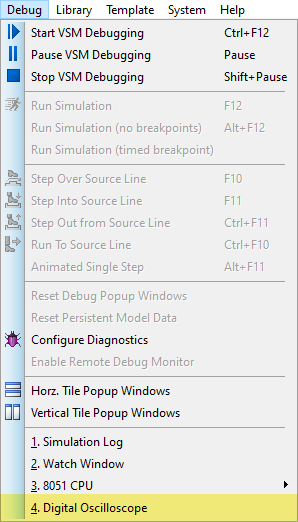 Debug Library Template System Help
Start VSM Debugging Ctrl+F12
Pause VSM Debugging Pause
Stop VSM Debugging Shift+Pause
Run Simulation F12
Run Simulation (no breakpoints) Alt+F12
Run Simulation (timed breakpoint)
Step Over Source Line F10
Step Into Source Line F11
Step Out from Source Line Ctrl+F11
Run To Source Line Ctrl+F10
Animated Single Step Alt+F11
Reset Debug Popup Windows
Reset Persistent Model Data
Configure Diagnostics
Enable Remote Debug Monitor
Horz. Tile Popup Windows
Vertical Tile Popup Windows
1. Simulation Log
2. Watch Window
3. 8051 CPU
4. Digital Oscilloscope